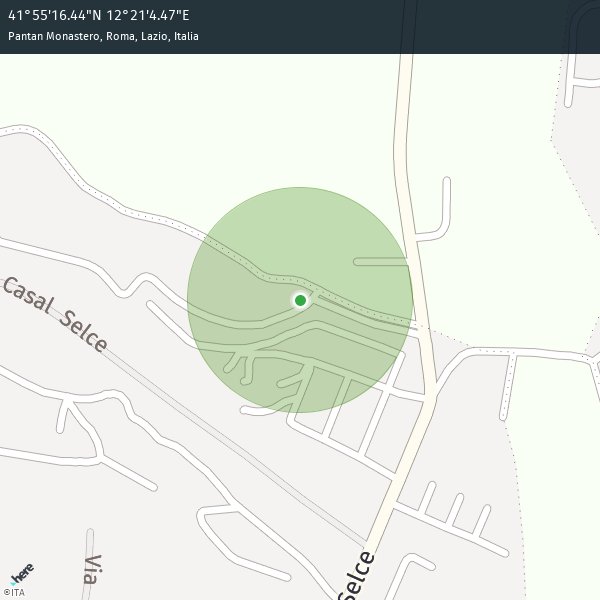 41°55'16.44"N 12°21'4.47"E
Pantan Monastero, Roma, Lazio, Italia
Casal Selce
Selce
Via
here
©ITA